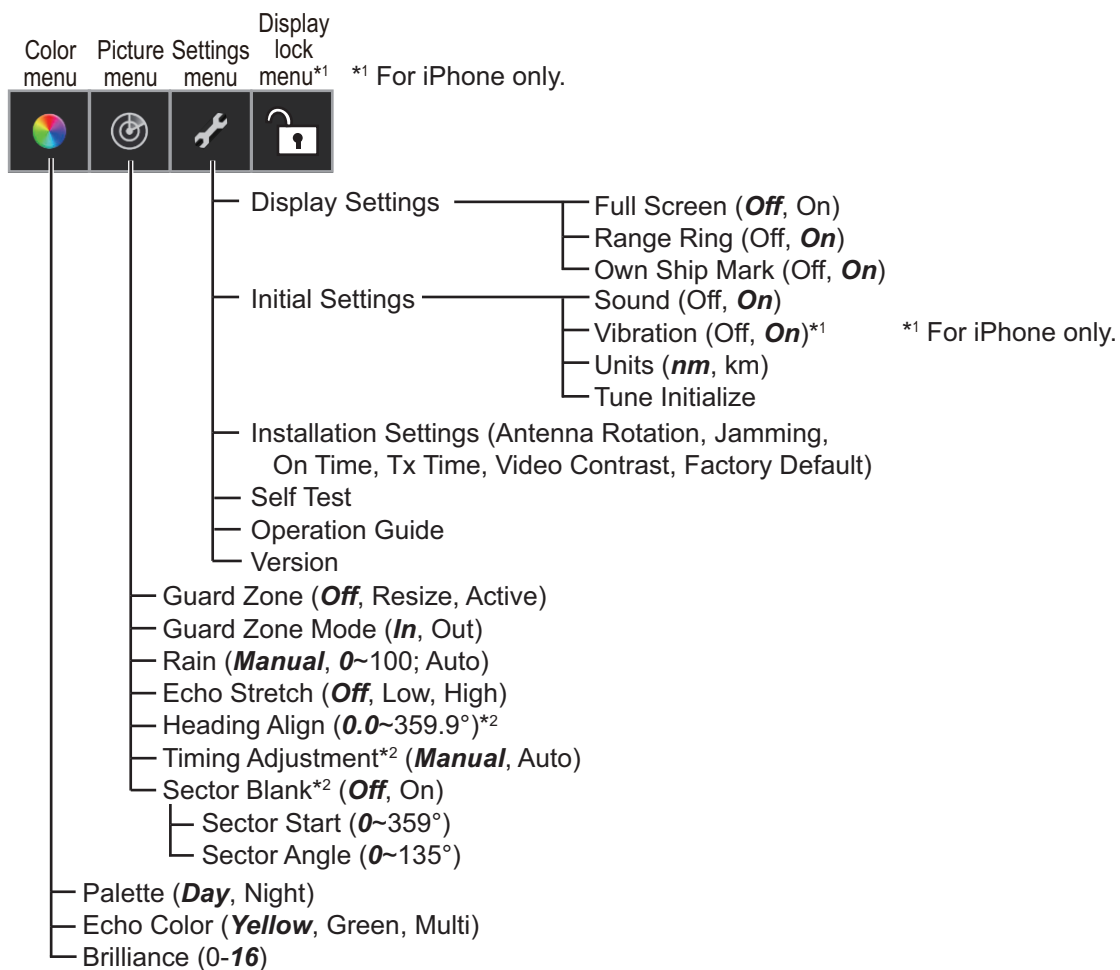 Color menu
Picture menu
Settings menu
Display lock menu*1
*1 For iPhone only.
Display Settings
Full Screen (Off, On)
Range Ring (Off, On)
Own Ship Mark (Off, On)
Initial Settings
Sound (Off, On)
Vibration (Off, On)*1
*1 For iPhone only.
Units (nm, km)
Tune Initialize
Installation Settings (Antenna Rotation, Jamming,
On Time, Tx Time, Video Contrast, Factory Default)
Self Test
Operation Guide
Version
Guard Zone (Off, Resize, Active)
Guard Zone Mode (In, Out)
Rain (Manual, 0~100; Auto)
Echo Stretch (Off, Low, High)
Heading Align (0.0~359.9°)*2
Timing Adjustment*2 (Manual, Auto)
Sector Blank*2 (Off, On)
Sector Start (0~359°)
Sector Angle (0~135°)
Palette (Day, Night)
Echo Color (Yellow, Green, Multi)
Brilliance (0-16)